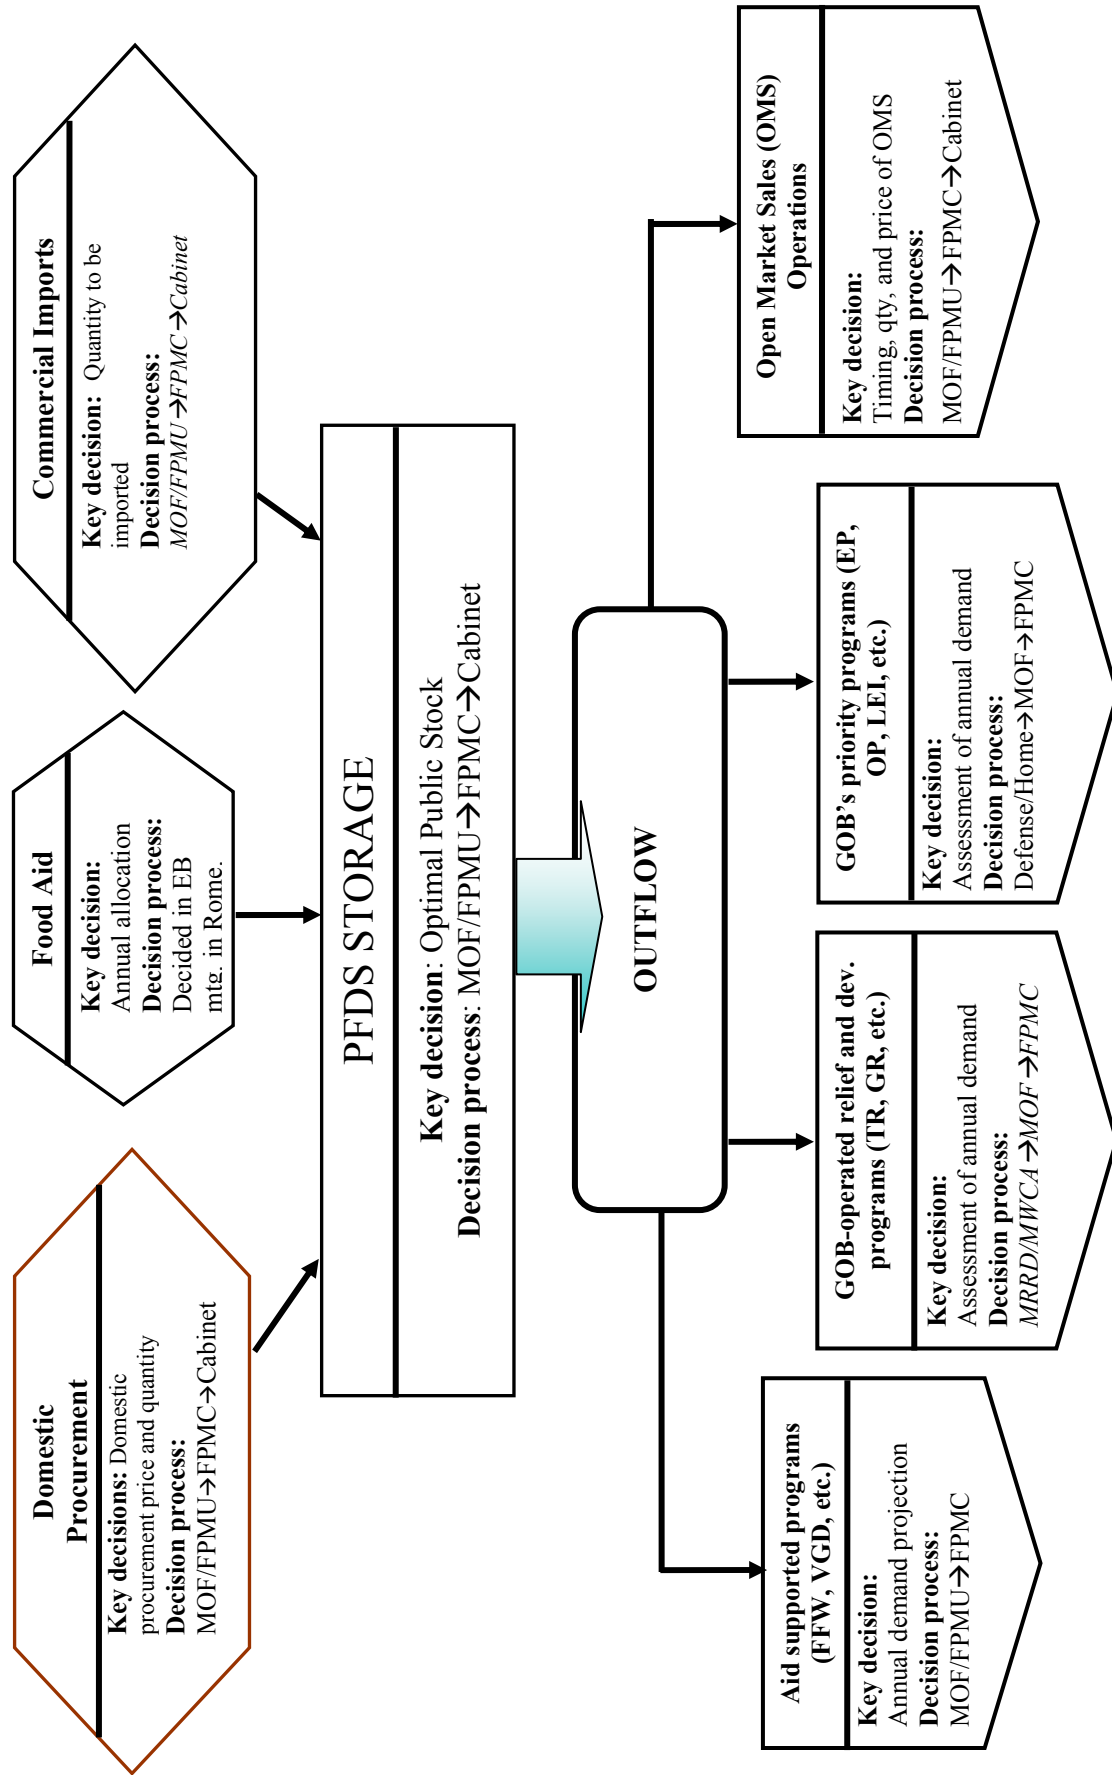 Domestic
Procurement
Key decisions: Domestic
procurement price and quantity
Decision process:
MOF/FPMU→FPMC→Cabinet
Food Aid
Key decision:
Annual allocation
Decision process:
Decided in EB
mtg. in Rome.
Commercial Imports
Key decision: Quantity to be
imported
Decision process:
MOF/FPMU→FPMC→Cabinet
PFDS STORAGE
Key decision: Optimal Public Stock
Decision process: MOF/FPMU→FPMC→Cabinet
OUTFLOW
Aid supported programs
(FFW, VGD, etc.)
Key decision:
Annual demand projection
Decision process:
MOF/FPMU→FPMC
GOB-operated relief and dev.
programs (TR, GR, etc.)
Key decision:
Assessment of annual demand
Decision process:
MRRD/MWCA→MOF→FPMC
GOB's priority programs (EP,
OP, LEI, etc.)
Key decision:
Assessment of annual demand
Decision process:
Defense/Home→MOF→FPMC
Open Market Sales (OMS)
Operations
Key decision:
Timing, qty, and price of OMS
Decision process:
MOF/FPMU→FPMC→Cabinet